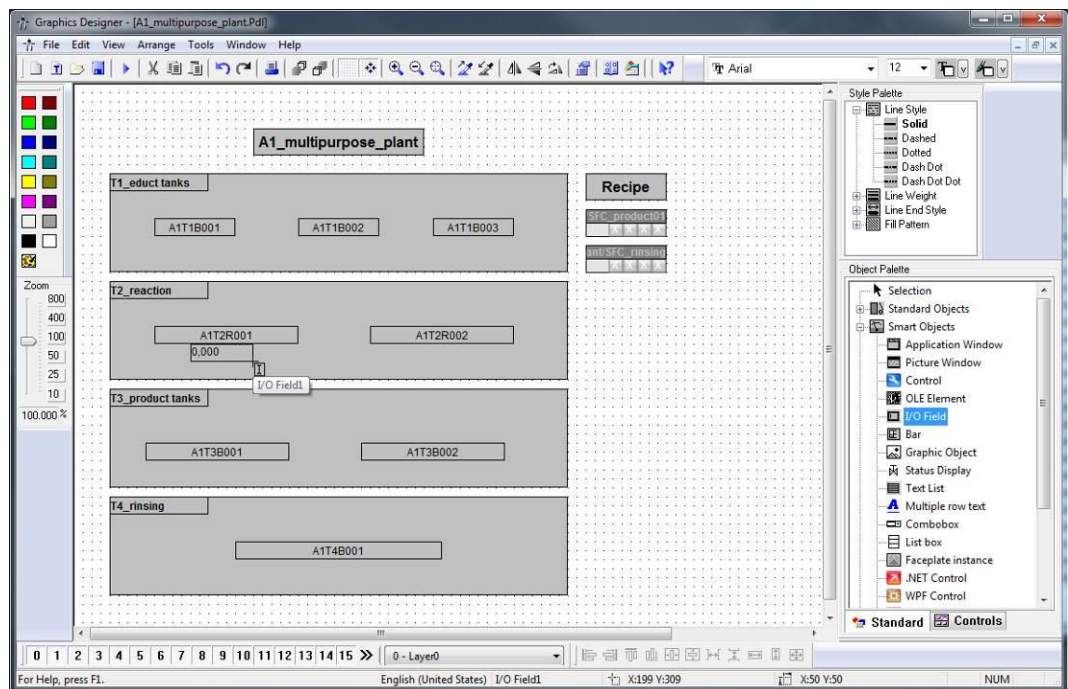 Graphics Designer - [A1_multipurpose_plant.Pdl]
File Edit View Arrange Tools Window Help
Arial
12
A1_multipurpose_plant
T1_educt tanks
A1T1B001
A1T1B002
A1T1B003
Recipe
SFC_product01
ant/SFC_rinsing
T2_reaction
A1T2R001
A1T2R002
0,000
I/O Field1
T3_product tanks
A1T3B001
A1T3B002
T4_rinsing
A1T4B001
Zoom
800
400
100
50
25
10
100.000 %
Style Palette
Line Style
Solid
Dashed
Dotted
Dash Dot
Dash Dot Dot
Line Weight
Line End Style
Fill Pattern
Object Palette
Selection
Standard Objects
Smart Objects
Application Window
Picture Window
Control
OLE Element
I/O Field
Bar
Graphic Object
Status Display
Text List
Multiple row text
Combobox
List box
Faceplate instance
.NET Control
WPF Control
Standard Controls
0 1 2 3 4 5 6 7 8 9 10 11 12 13 14 15 0 - Layer0
For Help, press F1. English (United States) I/O Field1 X:199 Y:309 X:50 Y:50 NUM